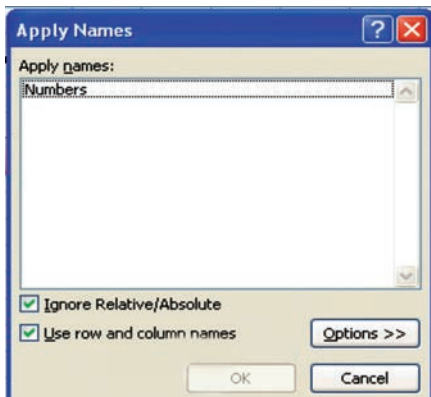 Apply Names
Apply names:
Numbers
Ignore Relative/Absolute
Use row and column names
Options >>
OK
Cancel